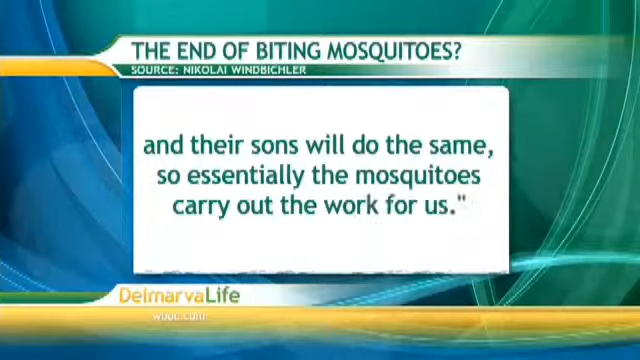 THE END OF BITING MOSQUITOES?
SOURCE: NIKOLAI WINDBICHLER
and their sons will do the same,
so essentially the mosquitoes
carry out the work for us."
DelmarvaLife
wboc.com